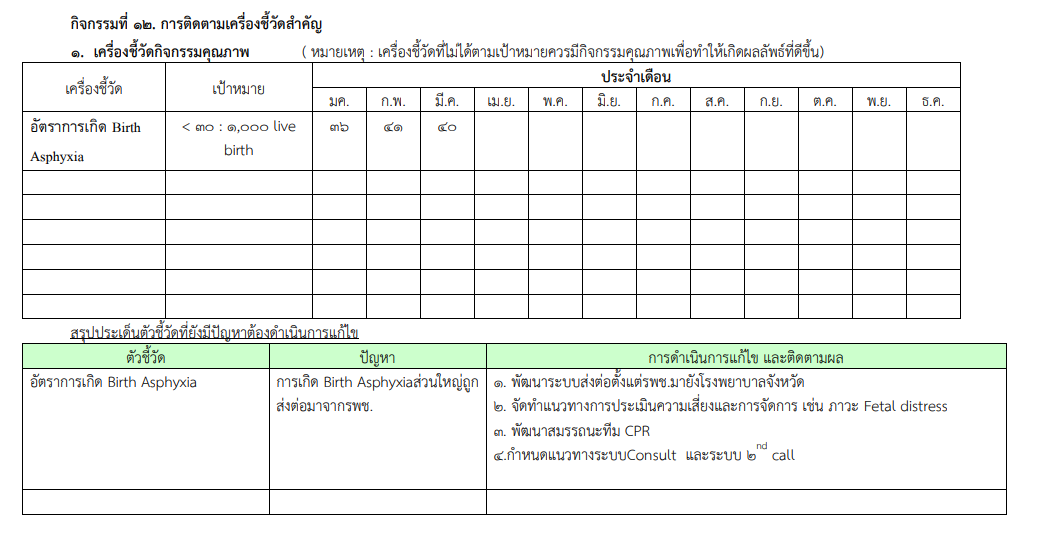 กิจกรรมที่ ๑๒. การติดตามเครื่องชี้วัดสำคัญ
๑. เครื่องชี้วัดกิจกรรมคุณภาพ ( หมายเหตุ : เครื่องชี้วัดที่ไม่ได้ตามเป้าหมายควรมีกิจกรรมคุณภาพเพื่อทำให้เกิดผลลัพธ์ที่ดีขึ้น)
เครื่องชี้วัด เป้าหมาย ประจำเดือน
มค. ก.พ. มี.ค. เม.ย. พ.ค. มิ.ย. ก.ค. ส.ค. ก.ย. ต.ค. พ.ย. ธ.ค.
อัตราการเกิด Birth < ๓๐ : ๑,๐๐๐ live ๓๖ ๔๑ ๔๐
Asphyxia birth
สรุปประเด็นตัวชี้วัดที่ยังมีปัญหาต้องดำเนินการแก้ไข
ตัวชี้วัด ปัญหา การดำเนินการแก้ไข และติดตามผล
อัตราการเกิด Birth Asphyxia การเกิด Birth Asphyxiaส่วนใหญ่ถูก ๑. พัฒนาระบบส่งต่อตั้งแต่รพช.มายังโรงพยาบาลจังหวัด
ส่งต่อมาจากรพช. ๒. จัดทำแนวทางการประเมินความเสี่ยงและการจัดการ เช่น ภาวะ Fetal distress
๓. พัฒนาสมรรถนะทีม CPR
๔.กำหนดแนวทางระบบConsult และระบบ ๒nd call